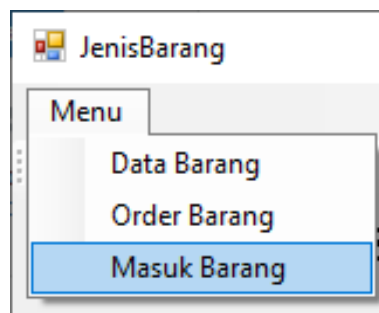 JenisBarang
Menu
Data Barang
Order Barang
Masuk Barang